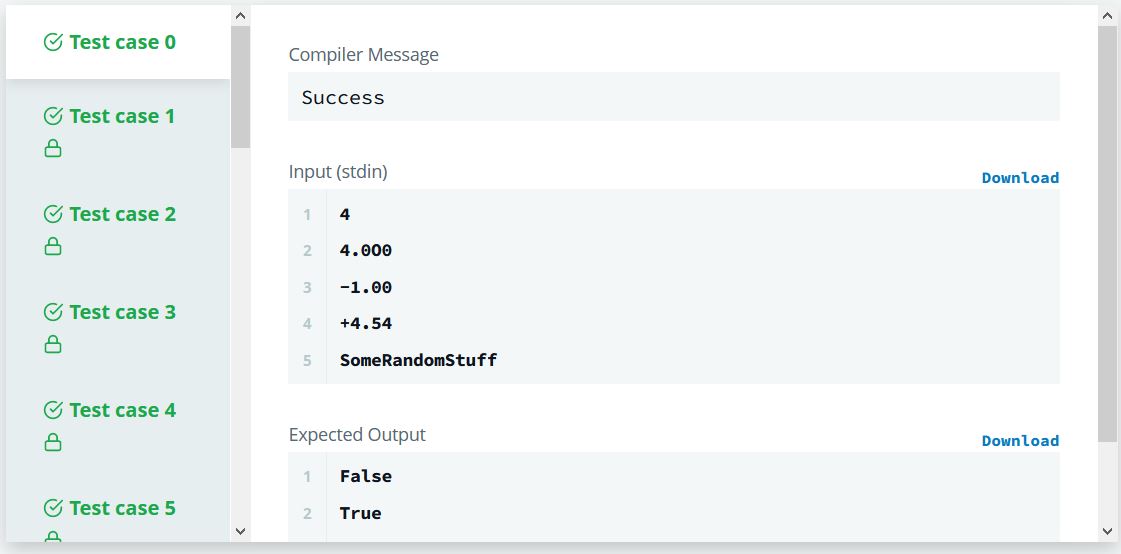 Test case 0
Test case 1
Test case 2
Test case 3
Test case 4
Test case 5
Compiler Message
Success
Input (stdin)
Download
1 4
2 4.0O0
3 -1.00
4 +4.54
5 SomeRandomStuff
Expected Output
Download
1 False
2 True